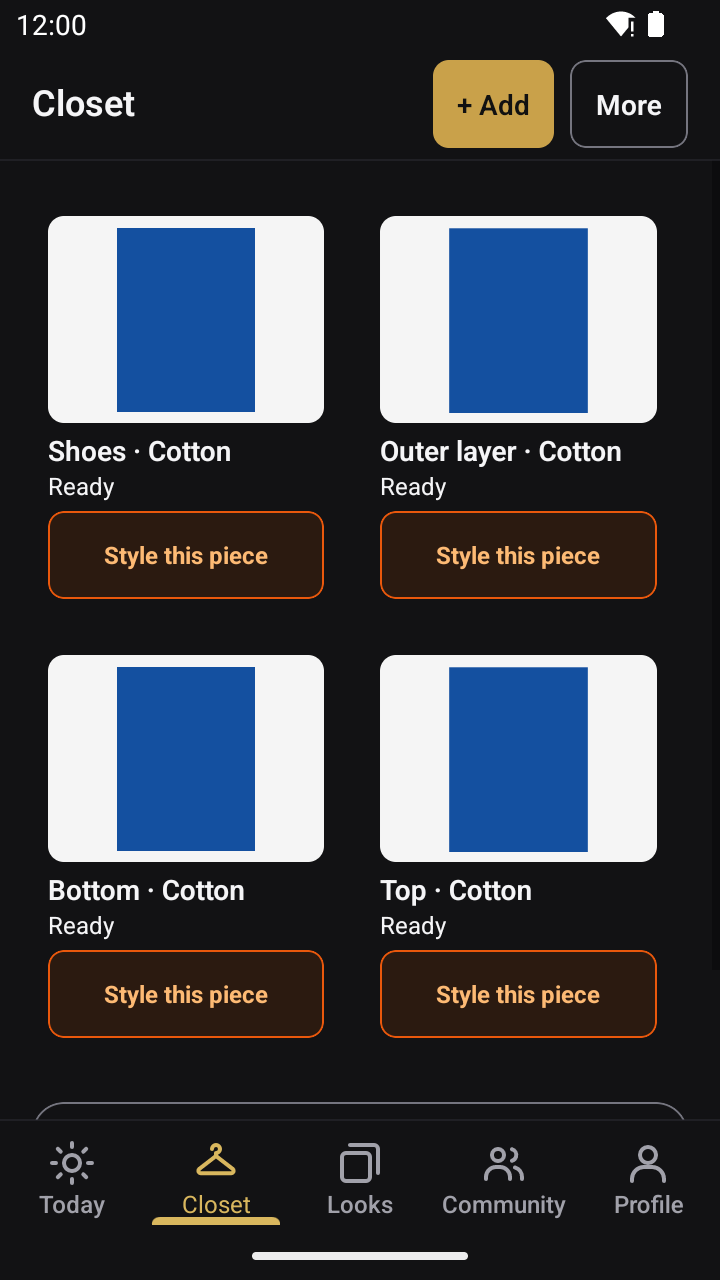 12:00
Closet
+ Add
More
Shoes · Cotton
Ready
Style this piece
Outer layer · Cotton
Ready
Style this piece
Bottom · Cotton
Ready
Style this piece
Top · Cotton
Ready
Style this piece
Today
Closet
Looks
Community
Profile